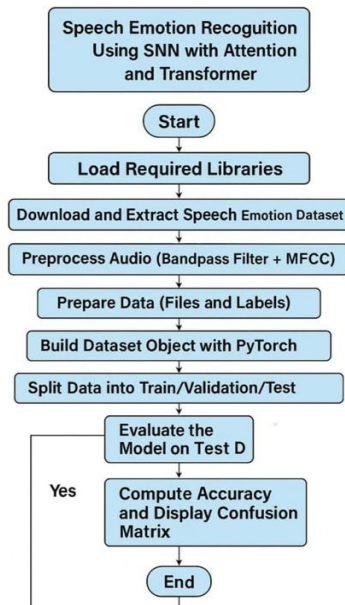 Speech Emotion Recoguition
Using SNN with Attention
and Transformer
Start
Load Required Libraries
Download and Extract Speech Emotion Dataset
Preprocess Audio (Bandpass Filter + MFCC)
Prepare Data (Files and Labels)
Build Dataset Object with PyTorch
Split Data into Train/Validation/Test
Evaluate the
Model on Test D
Yes
Compute Accuracy
and Display Confusion
Matrix
End